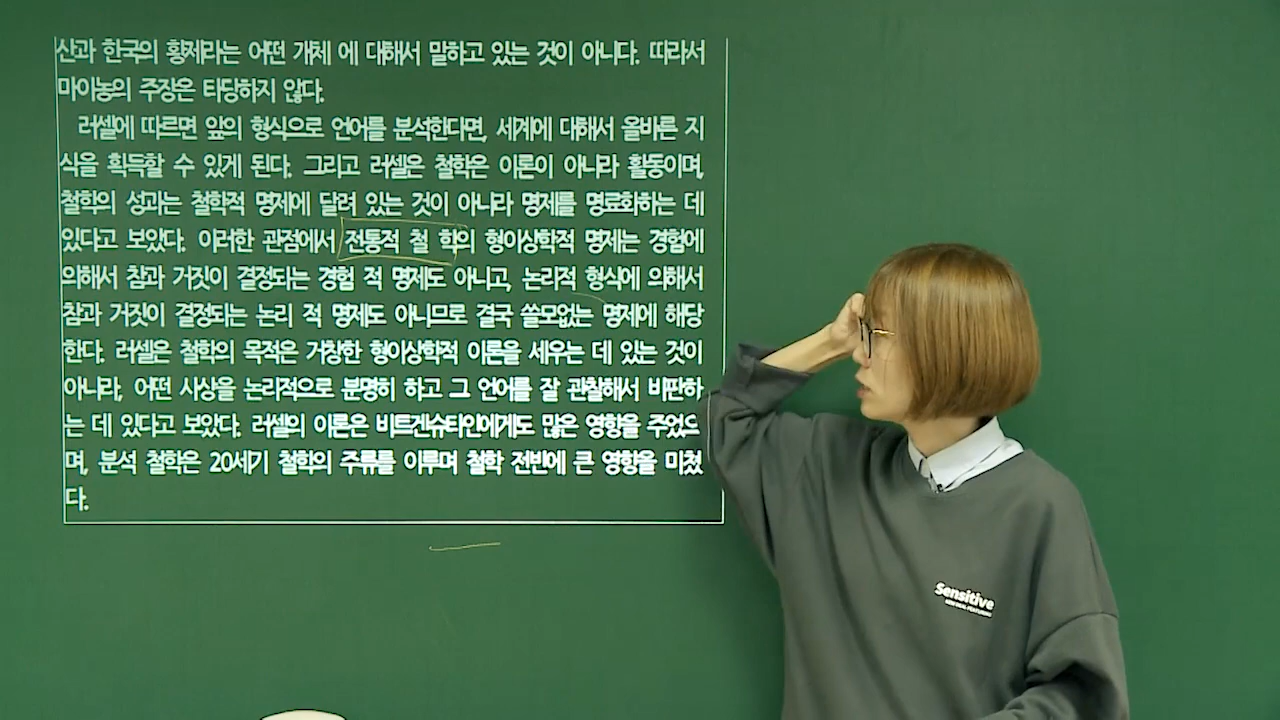 산과 한국의 황제라는 어떤 개체 에 대해서 말하고 있는 것이 아니다. 따라서
마이농의 주장은 타당하지 않다.
러셀에 따르면 앞의 형식으로 언어를 분석한다면, 세계에 대해서 올바른 지
식을 획득할 수 있게 된다. 그리고 러셀은 철학은 이론이 아니라 활동이며,
철학의 성과는 철학적 명제에 달려 있는 것이 아니라 명제를 명료화하는 데
있다고 보았다. 이러한 관점에서 전통적 철 학의 형이상학적 명제는 경험에
의해서 참과 거짓이 결정되는 경험 적 명제도 아니고, 논리적 형식에 의해서
참과 거짓이 결정되는 논리 적 명제도 아니므로 결국 쓸모없는 명제에 해당
한다. 러셀은 철학의 목적은 거창한 형이상학적 이론을 세우는 데 있는 것이
아니라, 어떤 사상을 논리적으로 분명히 하고 그 언어를 잘 관찰해서 비판하
는 데 있다고 보았다. 러셀의 이론은 비트겐슈타인에게도 많은 영향을 주었으
며, 분석 철학은 20세기 철학의 주류를 이루며 철학 전반에 큰 영향을 미쳤
다.
Sensitive